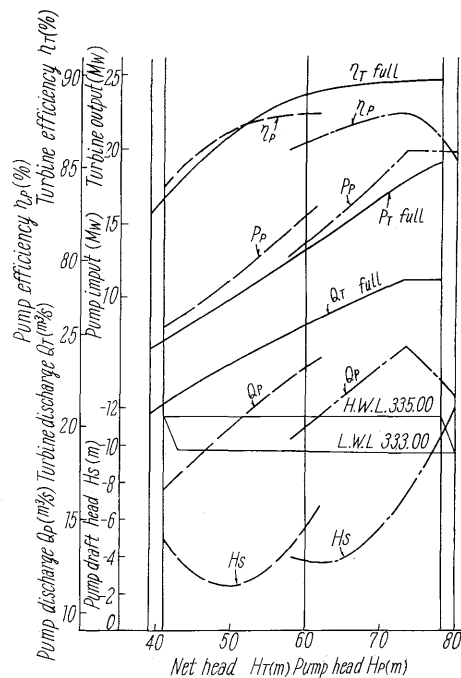 Pump efficiency ηP(%) Turbine efficiency ηT(%)
Pump imput (MW) Turbine output (MW)
Pump discharge QP(m³/s) Turbine discharge QT(m³/s)
Pump draft head Hs(m)
90
85
80
25
20
15
10
25
20
15
10
-12
-10
-8
-6
-4
-2
0
ηT full
ηP
ηP
PP
PP
PT full
QT full
QP
QP
H.W.L.335.00
L.W.L 333.00
Hs
Hs
40 50 60 70 80
Net head HT(m) Pump head HP(m)